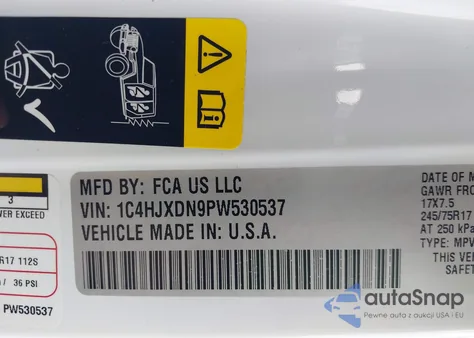 MFD BY: FCA US LLC
VIN: 1C4HJXDN9PW530537
VEHICLE MADE IN: U.S.A.
3
WER EXCEED
R17 112S
/ 36 PSI
PW530537
DATE OF M
GAWR FRO
17X7.5
245/75R17
AT 250 kPa
TYPE: MPV
THIS VEH
SAFET
autoSnap
Pewne auta z aukcji USA i EU